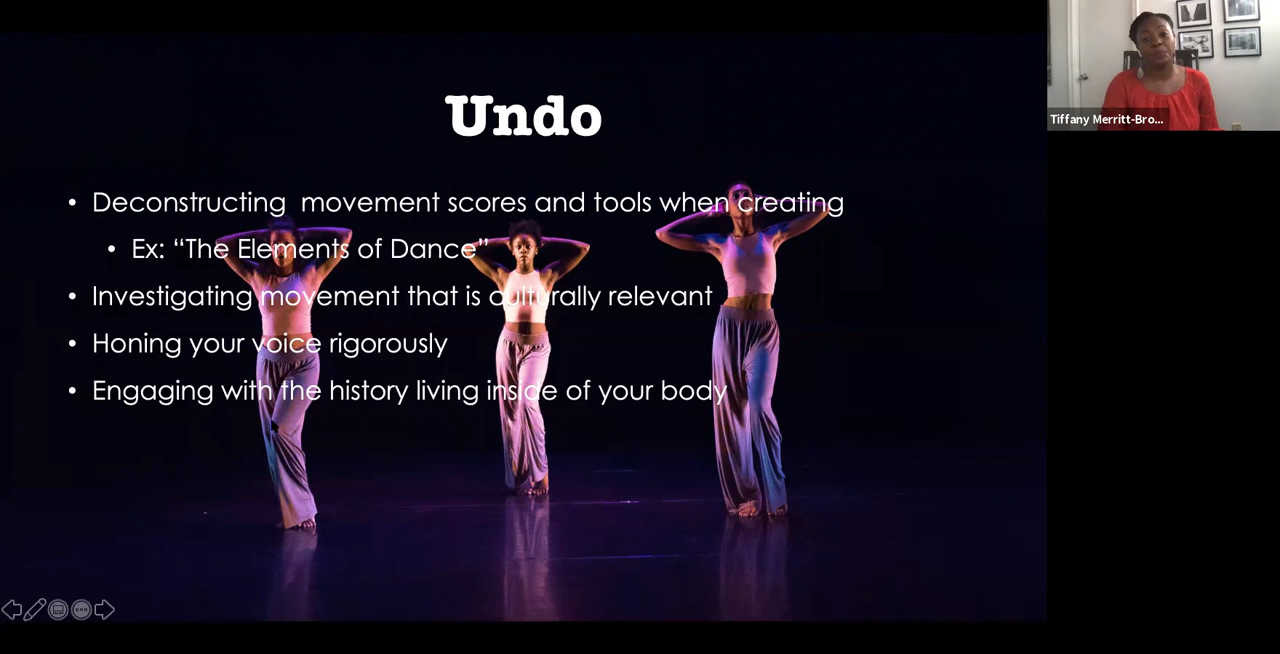 Undo
• Deconstructing  movement scores and tools when creating
• Ex: “The Elements of Dance”
• Investigating movement that is culturally relevant
• Honing your voice rigorously
• Engaging with the history living inside of your body
Tiffany Merritt-Bro...